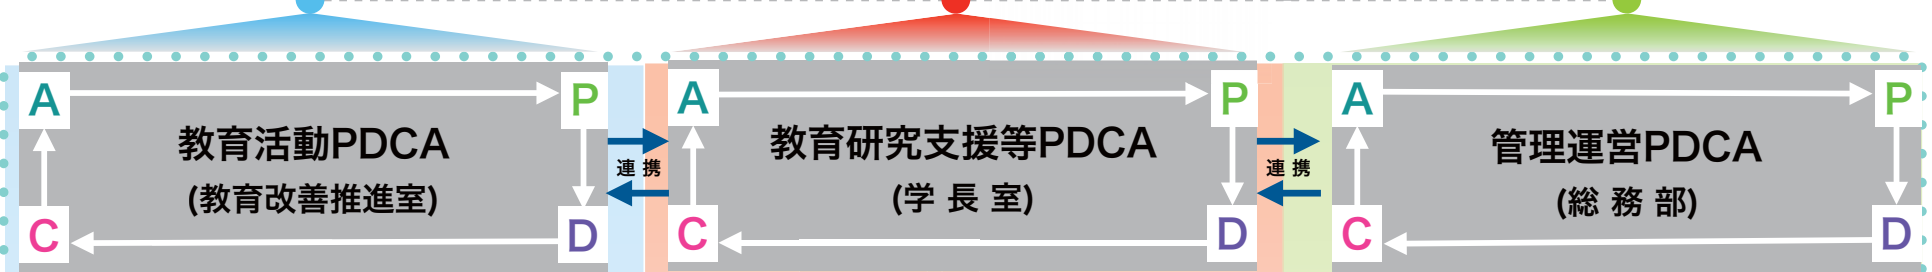 A P
教育活動PDCA
(教育改善推進室)
C D
連 携
A P
教育研究支援等PDCA
(学 長 室)
C D
連 携
A P
管理運営PDCA
(総 務 部)
C D